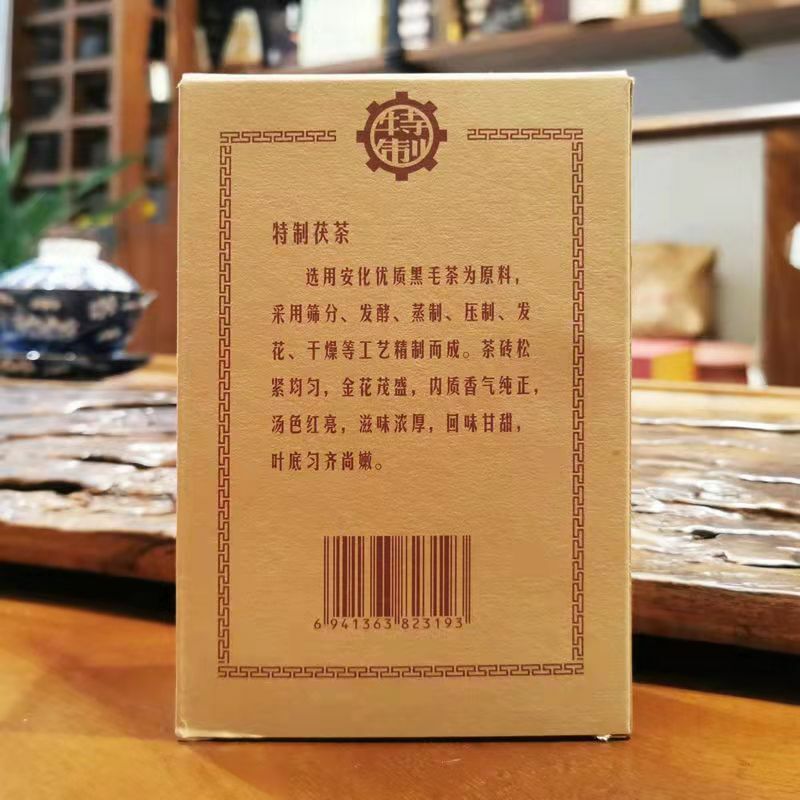 特制
特制茯茶
选用安化优质黑毛茶为原料，
采用筛分、发酵、蒸制、压制、发
花、干燥等工艺精制而成。茶砖松
紧均匀，金花茂盛，内质香气纯正，
汤色红亮，滋味浓厚，回味甘甜，
叶底匀齐尚嫩。
6 941363 823193